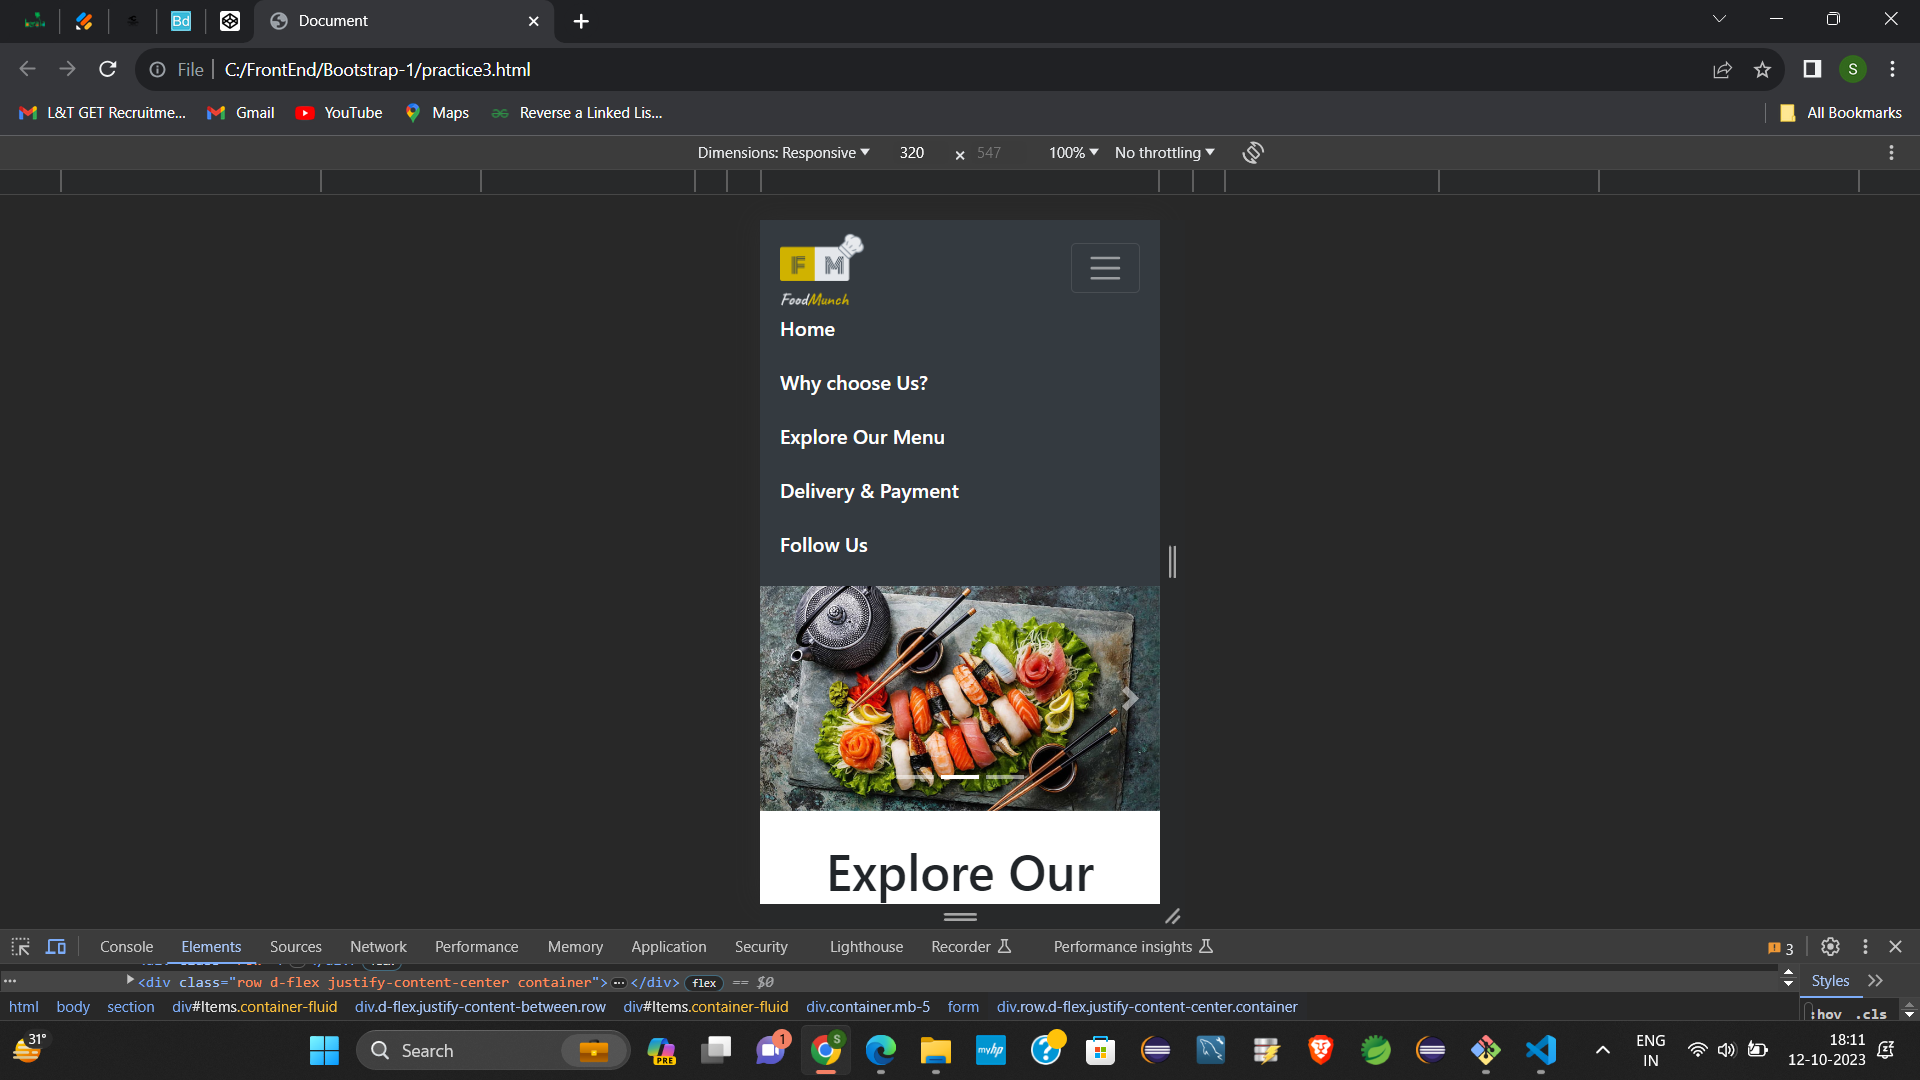 Bd
Document
File
C:/FrontEnd/Bootstrap-1/practice3.html
S
L&T GET Recruitme...
Gmail
YouTube
Maps
Reverse a Linked Lis...
All Bookmarks
Dimensions: Responsive
320
547
100%
No throttling
F M
FoodMunch
Home
Why choose Us?
Explore Our Menu
Delivery & Payment
Follow Us
Explore Our
Console
Elements
Sources
Network
Performance
Memory
Application
Security
Lighthouse
Recorder
Performance insights
3
<div class="row d-flex justify-content-center container">
</div>
flex
== $0
Styles
html
body
section
div#Items.container-fluid
div.d-flex.justify-content-between.row
div#Items.container-fluid
div.container.mb-5
form
div.row.d-flex.justify-content-center.container
:hov .cls
31°
Search
PRE
1
S
myhp
ENG
IN
18:11
12-10-2023